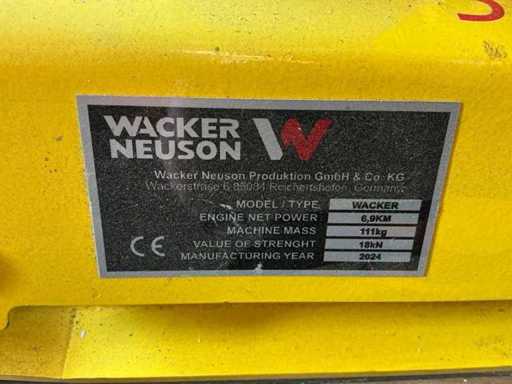 WACKER
NEUSON
Wacker Neuson Produktion GmbH & Co. KG
Wackerstrase 6 85084 Reichertshofen, Germany
MODEL / TYPE WACKER
ENGINE NET POWER 6,9KM
MACHINE MASS 111kg
VALUE OF STRENGHT 18kN
MANUFACTURING YEAR 2024
CE